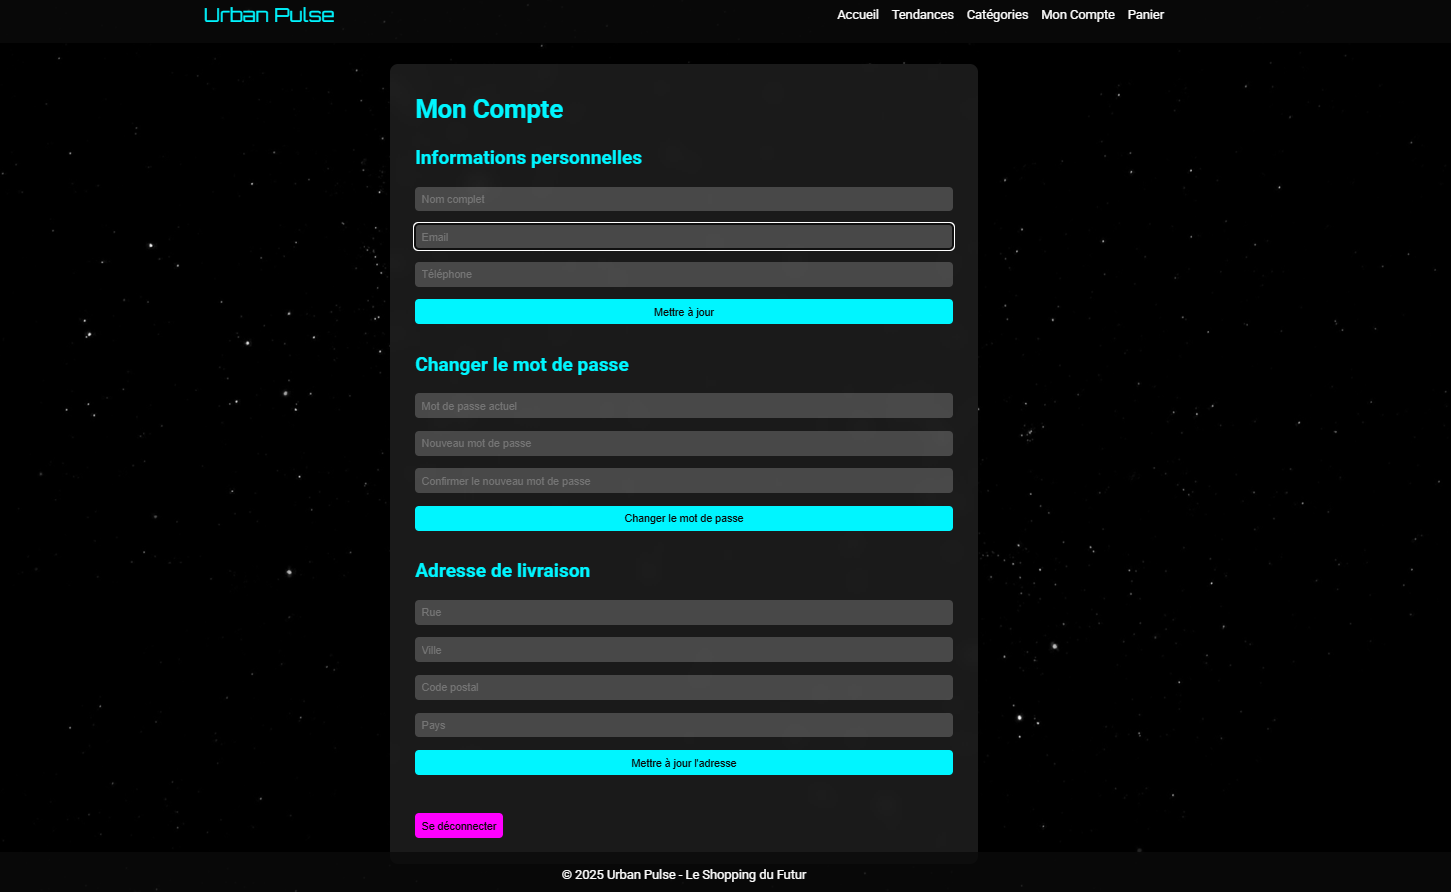 Urban Pulse
Accueil Tendances Catégories Mon Compte Panier
Mon Compte
Informations personnelles
Nom complet
Email
Téléphone
Mettre à jour
Changer le mot de passe
Mot de passe actuel
Nouveau mot de passe
Confirmer le nouveau mot de passe
Changer le mot de passe
Adresse de livraison
Rue
Ville
Code postal
Pays
Mettre à jour l'adresse
Se déconnecter
© 2025 Urban Pulse - Le Shopping du Futur